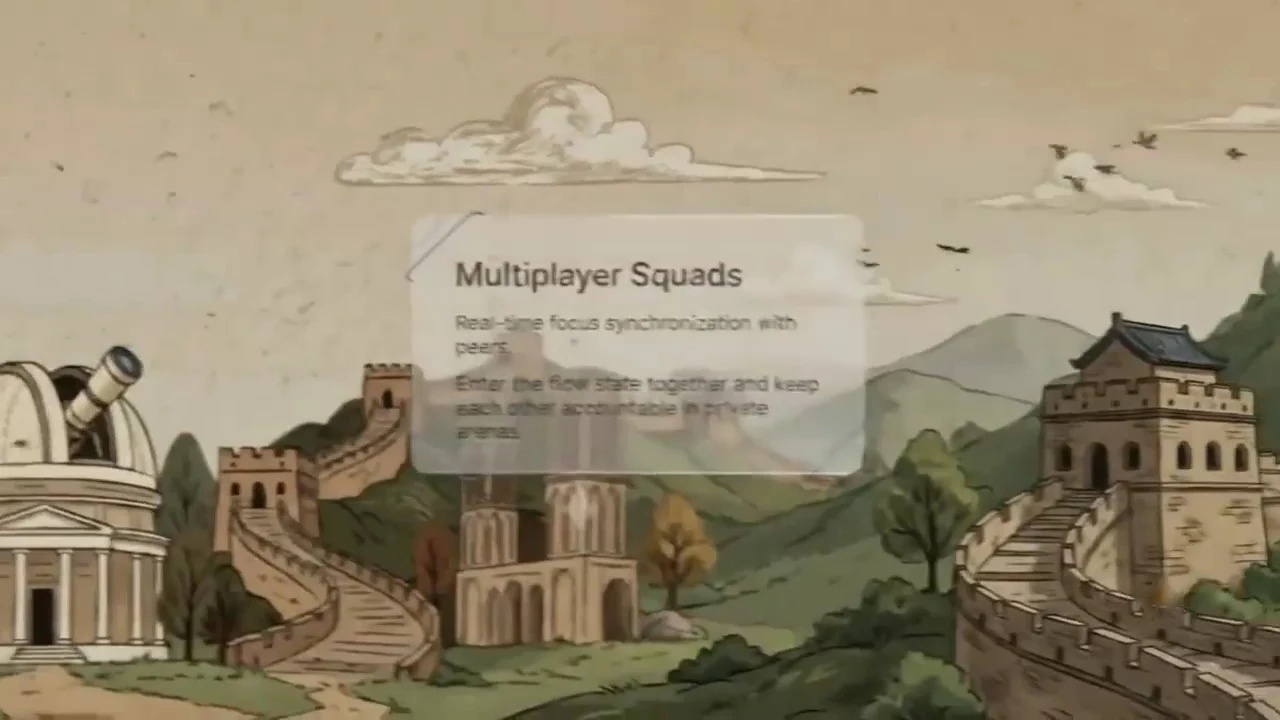 Multiplayer Squads
Real-time focus synchronization with
peers.
Enter the flow state together and keep
each other accountable in private
arenas.